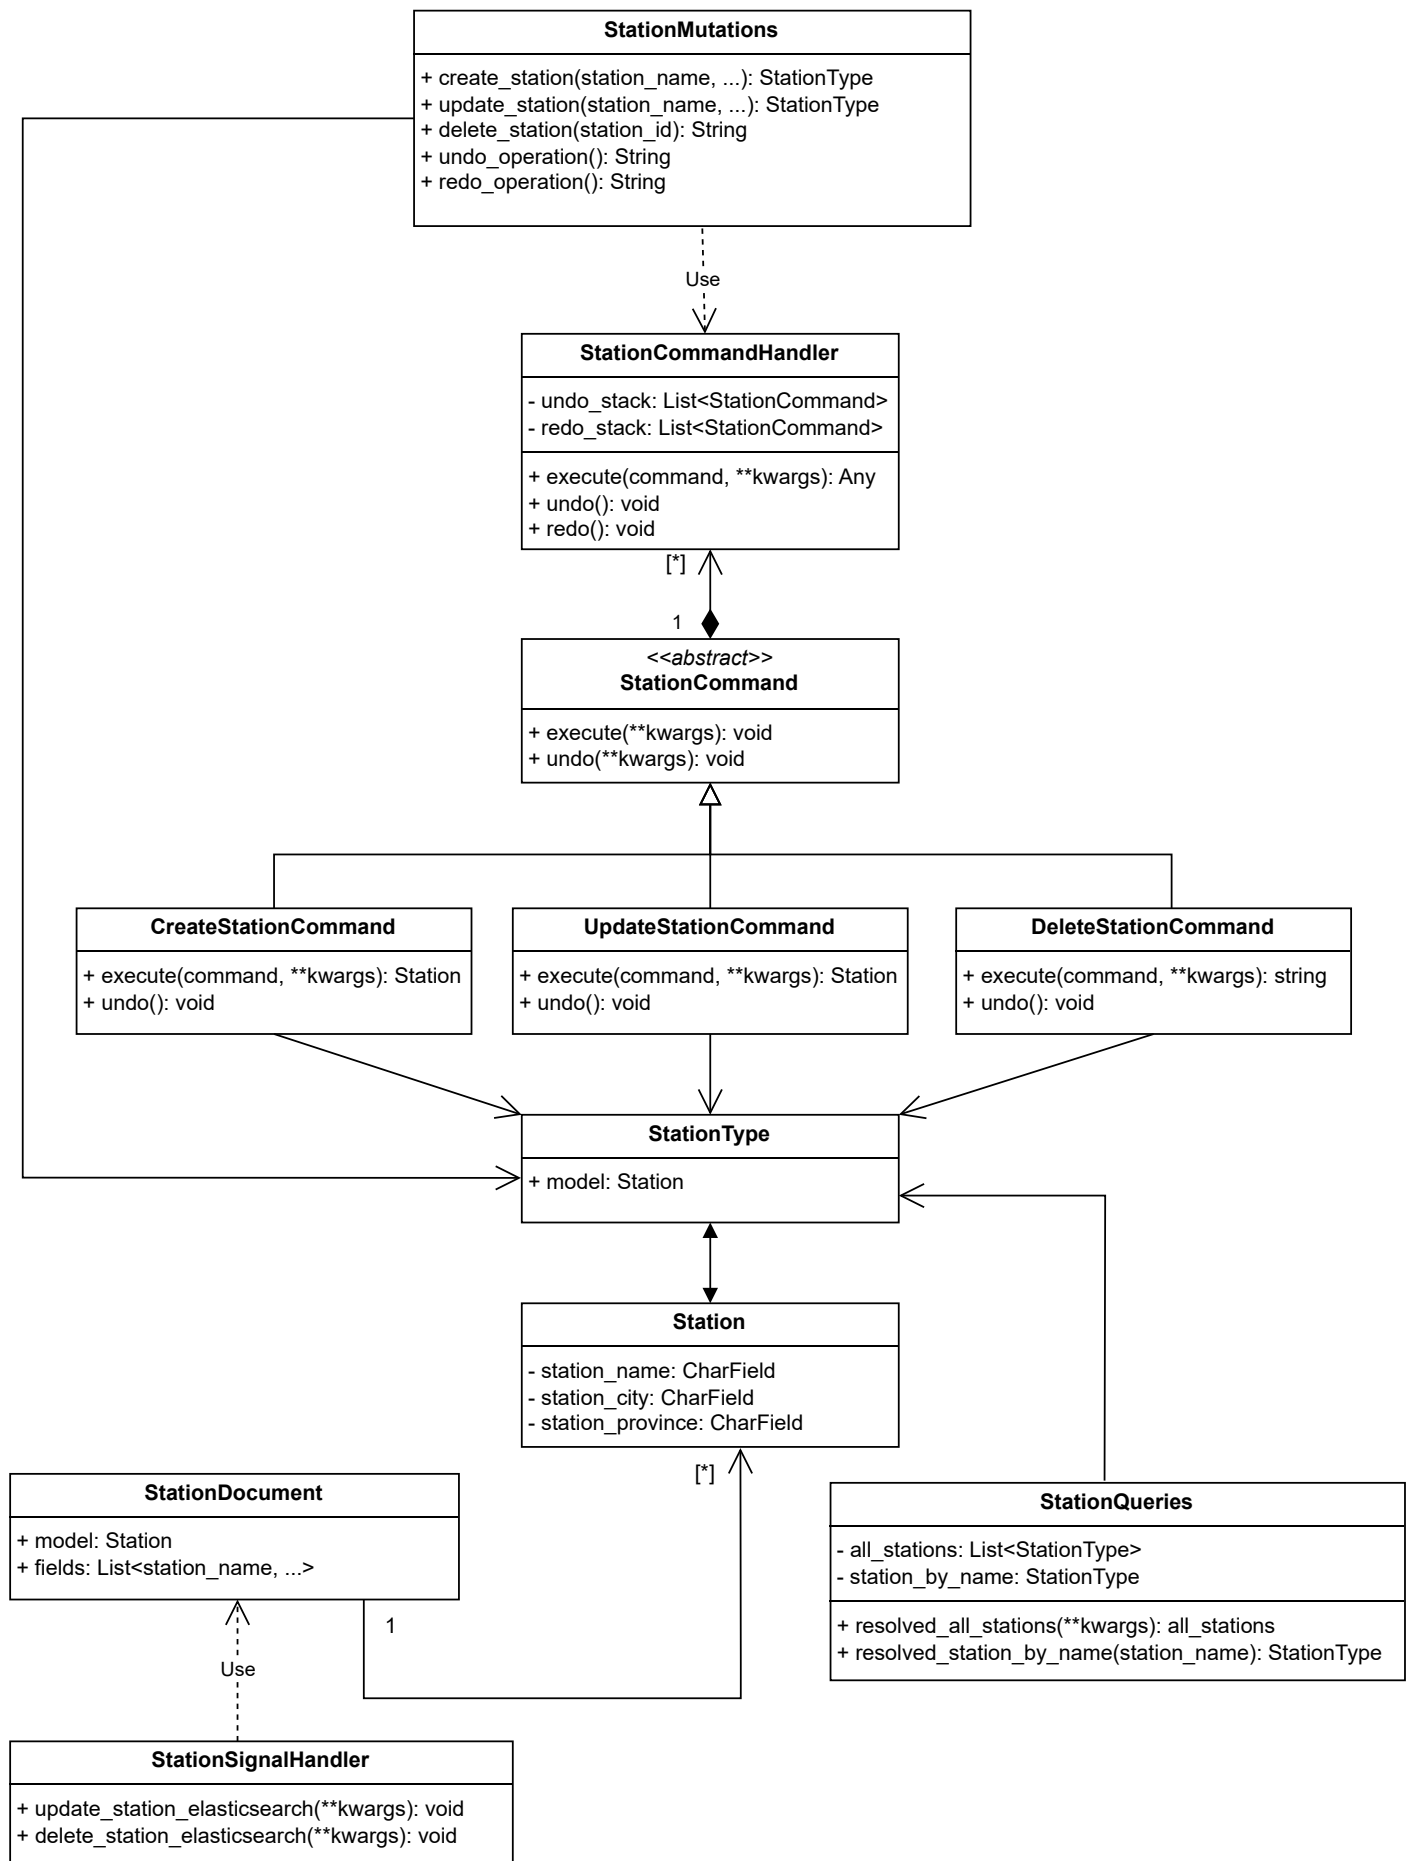 StationMutations
+ create_station(station_name, ...): StationType
+ update_station(station_name, ...): StationType
+ delete_station(station_id): String
+ undo_operation(): String
+ redo_operation(): String
Use
StationCommandHandler
- undo_stack: List<StationCommand>
- redo_stack: List<StationCommand>
+ execute(command, **kwargs): Any
+ undo(): void
+ redo(): void
[*]
1
<<abstract>>
StationCommand
+ execute(**kwargs): void
+ undo(**kwargs): void
CreateStationCommand
+ execute(command, **kwargs): Station
+ undo(): void
UpdateStationCommand
+ execute(command, **kwargs): Station
+ undo(): void
DeleteStationCommand
+ execute(command, **kwargs): string
+ undo(): void
StationType
+ model: Station
Station
- station_name: CharField
- station_city: CharField
- station_province: CharField
[*]
StationDocument
+ model: Station
+ fields: List<station_name, ...>
1
Use
StationQueries
- all_stations: List<StationType>
- station_by_name: StationType
+ resolved_all_stations(**kwargs): all_stations
+ resolved_station_by_name(station_name): StationType
StationSignalHandler
+ update_station_elasticsearch(**kwargs): void
+ delete_station_elasticsearch(**kwargs): void